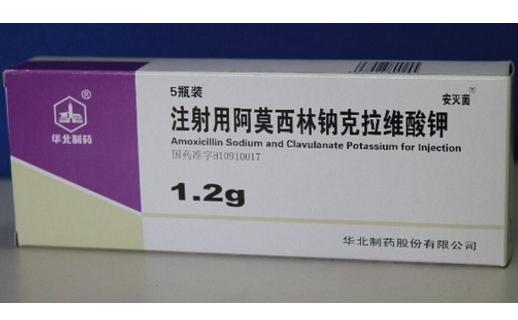 华北制药
®
5瓶装
安灭菌®
注射用阿莫西林钠克拉维酸钾
Amoxicillin Sodium and Clavulanate Potassium for Injection
国药准字H10910017
1.2g
华北制药股份有限公司